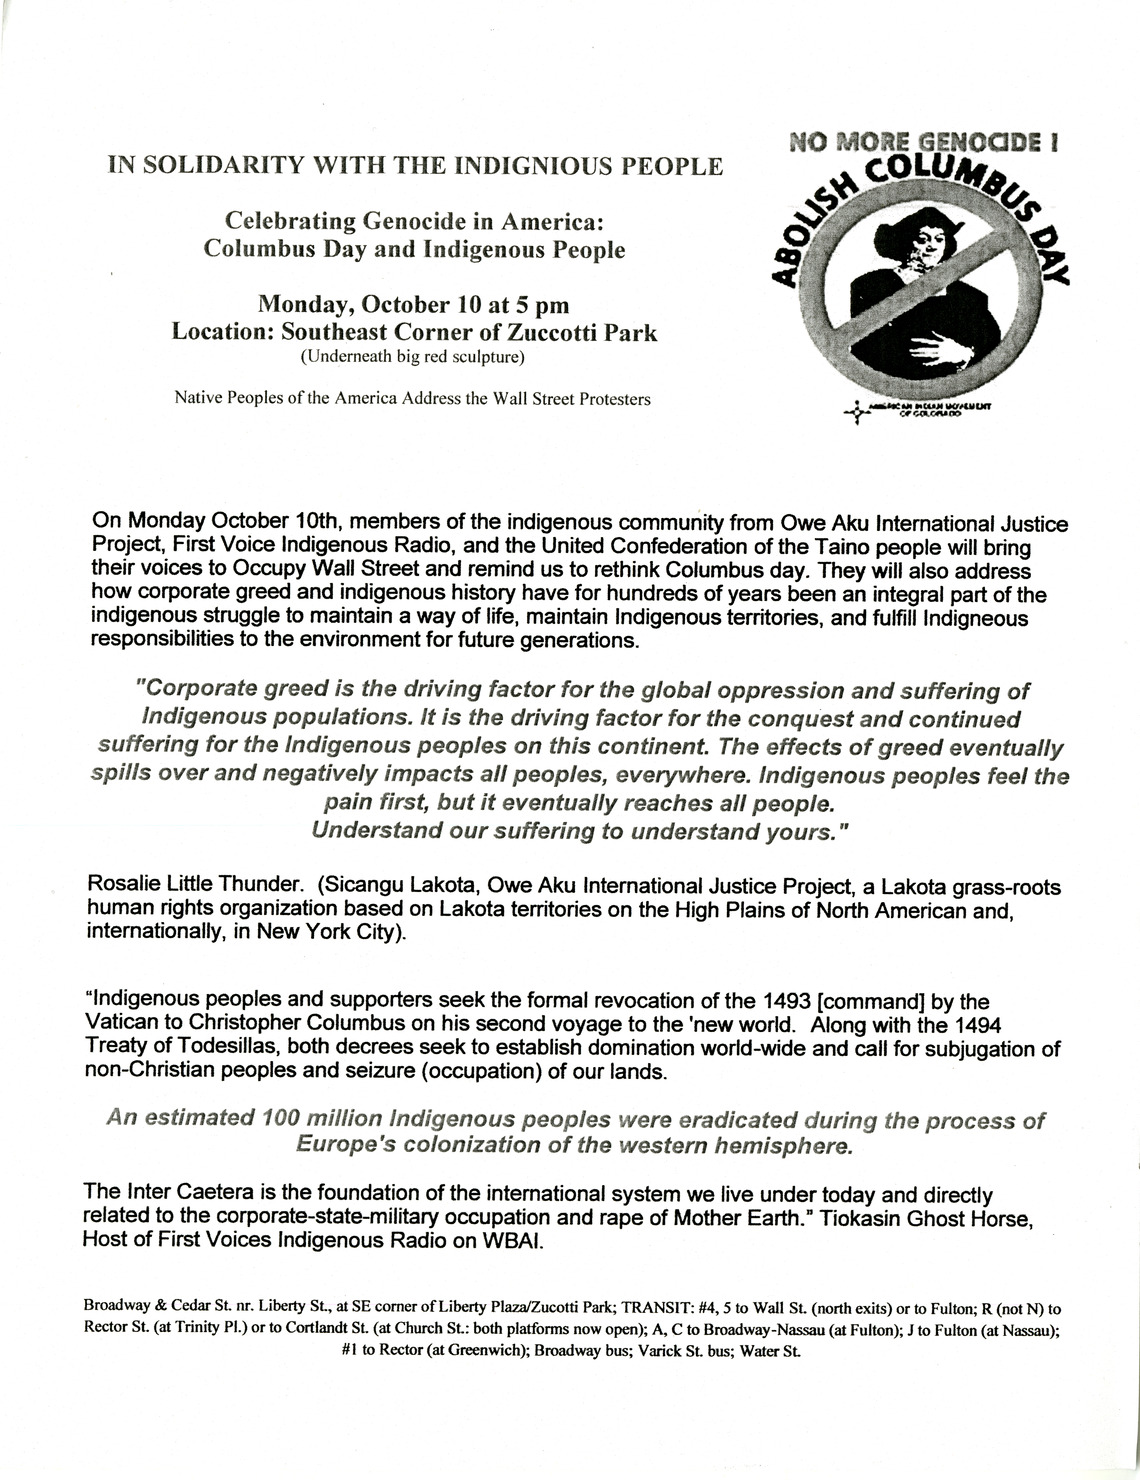 IN SOLIDARITY WITH THE INDIGNIOUS PEOPLE
Celebrating Genocide in America:
Columbus Day and Indigenous People
Monday, October 10 at 5 pm
Location: Southeast Corner of Zuccotti Park
(Underneath big red sculpture)
Native Peoples of the America Address the Wall Street Protesters
NO MORE GENOCIDE !
ABOLISH COLUMBUS DAY
AMERICAN INDIAN MOVEMENT
OF COLORADO
On Monday October 10th, members of the indigenous community from Owe Aku International Justice
Project, First Voice Indigenous Radio, and the United Confederation of the Taino people will bring
their voices to Occupy Wall Street and remind us to rethink Columbus day. They will also address
how corporate greed and indigenous history have for hundreds of years been an integral part of the
indigenous struggle to maintain a way of life, maintain Indigenous territories, and fulfill Indigneous
responsibilities to the environment for future generations.
"Corporate greed is the driving factor for the global oppression and suffering of
Indigenous populations. It is the driving factor for the conquest and continued
suffering for the Indigenous peoples on this continent. The effects of greed eventually
spills over and negatively impacts all peoples, everywhere. Indigenous peoples feel the
pain first, but it eventually reaches all people.
Understand our suffering to understand yours."
Rosalie Little Thunder.  (Sicangu Lakota, Owe Aku International Justice Project, a Lakota grass-roots
human rights organization based on Lakota territories on the High Plains of North American and,
internationally, in New York City).
“Indigenous peoples and supporters seek the formal revocation of the 1493 [command] by the
Vatican to Christopher Columbus on his second voyage to the 'new world.  Along with the 1494
Treaty of Todesillas, both decrees seek to establish domination world-wide and call for subjugation of
non-Christian peoples and seizure (occupation) of our lands.
An estimated 100 million Indigenous peoples were eradicated during the process of
Europe's colonization of the western hemisphere.
The Inter Caetera is the foundation of the international system we live under today and directly
related to the corporate-state-military occupation and rape of Mother Earth.” Tiokasin Ghost Horse,
Host of First Voices Indigenous Radio on WBAI.
Broadway & Cedar St. nr. Liberty St., at SE corner of Liberty Plaza/Zucotti Park; TRANSIT: #4, 5 to Wall St. (north exits) or to Fulton; R (not N) to
Rector St. (at Trinity Pl.) or to Cortlandt St. (at Church St.: both platforms now open); A, C to Broadway-Nassau (at Fulton); J to Fulton (at Nassau);
#1 to Rector (at Greenwich); Broadway bus; Varick St. bus; Water St.